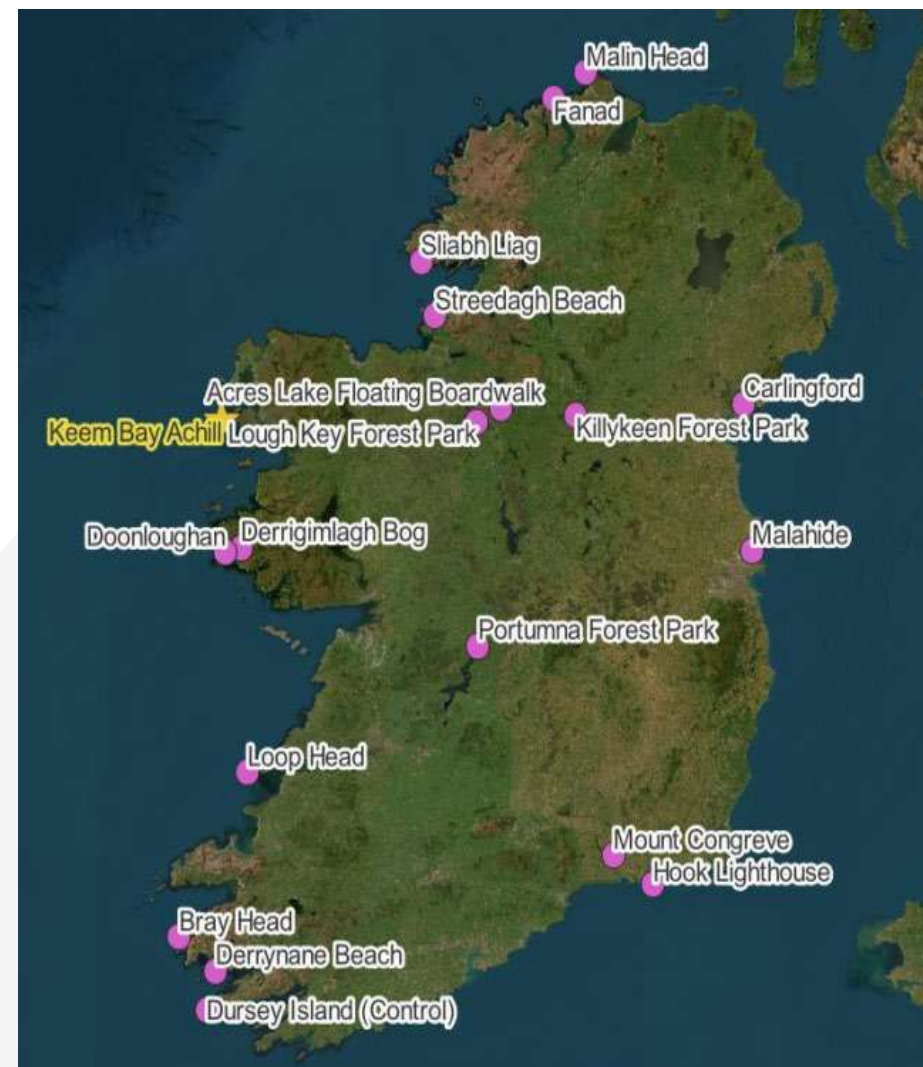 Malin Head
Fanad
Sliabh Liag
Streedagh Beach
Acres Lake Floating Boardwalk
Carlingford
Keem Bay Achill
Lough Key Forest Park
Killykeen Forest Park
Doonloughan
Derrigimlagh Bog
Malahide
Portumna Forest Park
Loop Head
Mount Congreve
Hook Lighthouse
Bray Head
Derrynane Beach
Dursey Island (Control)